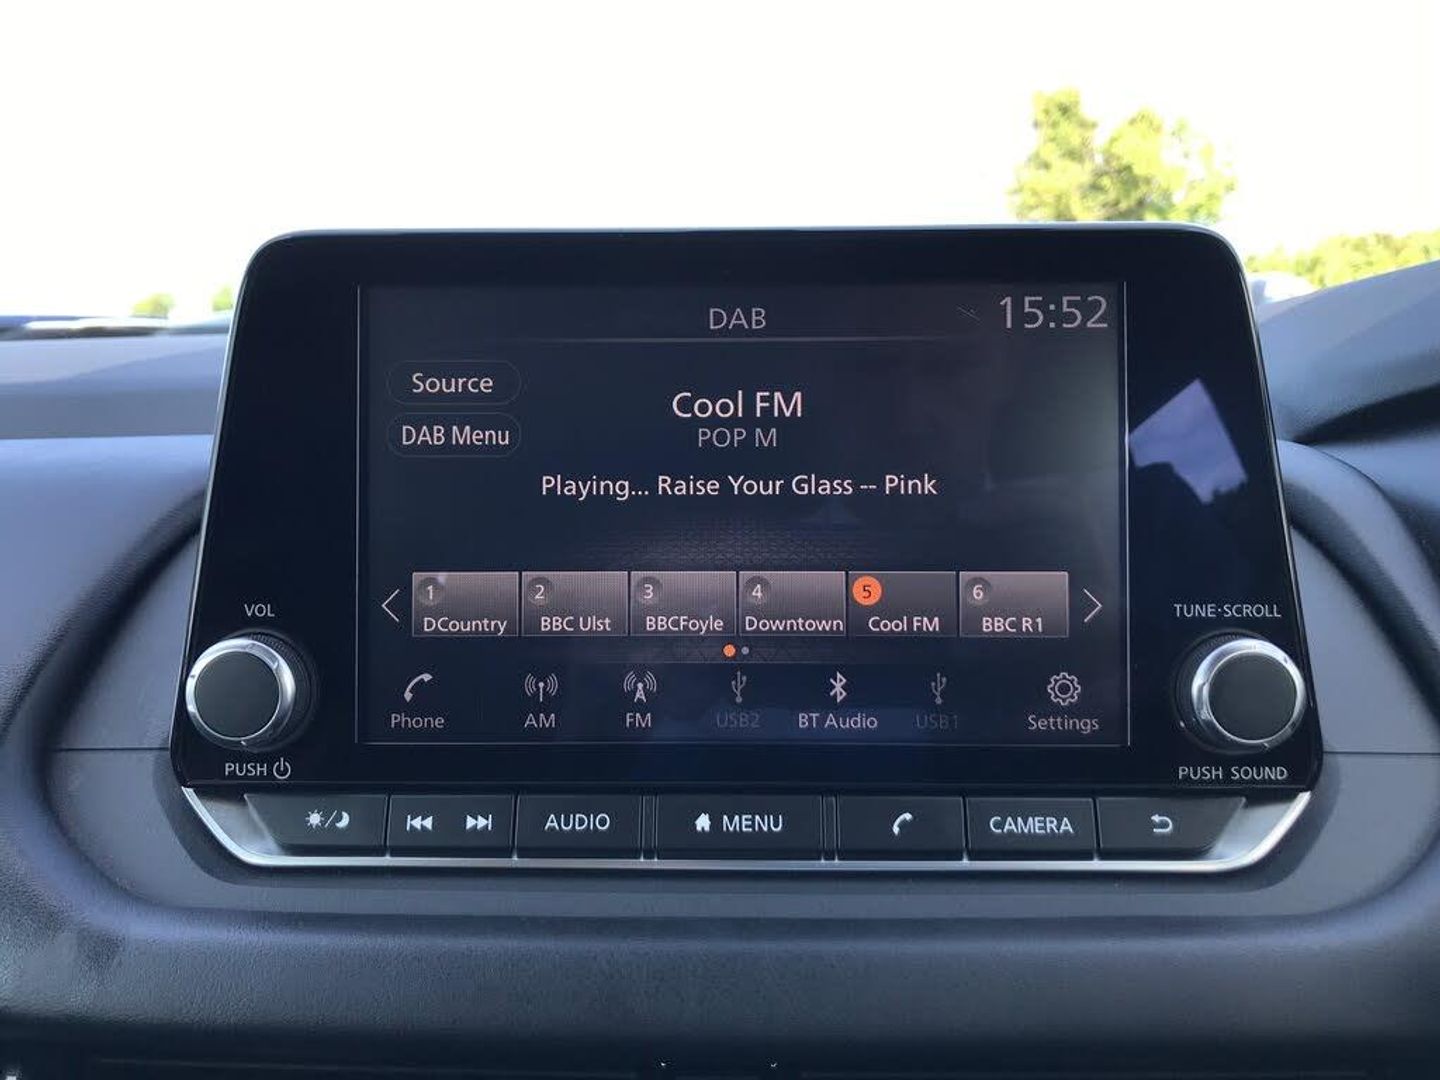 DAB
15:52
Source
Cool FM
DAB Menu
POP M
Playing... Raise Your Glass -- Pink
1
2
3
4
5
6
DCountry
BBC Ulst
BBCFoyle
Downtown
Cool FM
BBC R1
VOL
TUNE·SCROLL
Phone
AM
FM
USB2
BT Audio
USB1
Settings
PUSH
PUSH SOUND
AUDIO
MENU
CAMERA